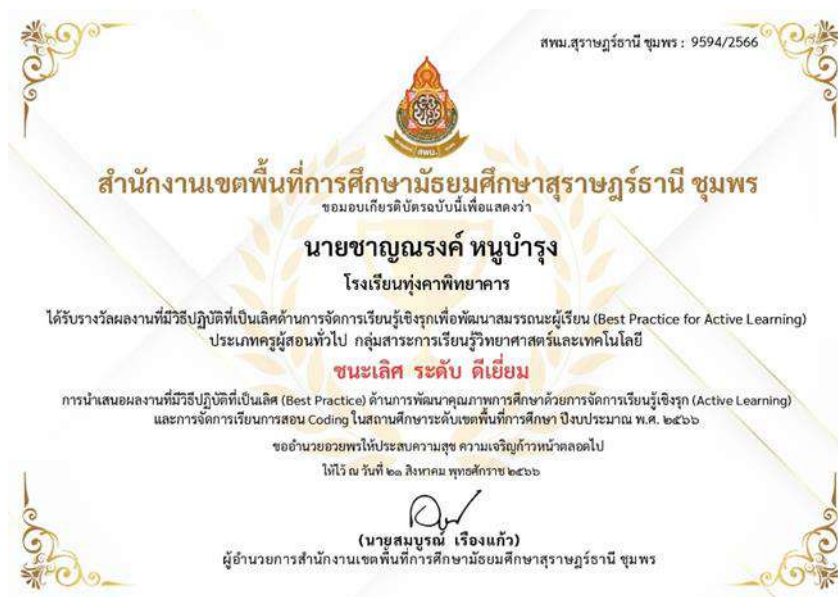 สพม.สุราษฎร์ธานี ชุมพร : 9594/2566
สพฐ.
สำนักงานเขตพื้นที่การศึกษามัธยมศึกษาสุราษฎร์ธานี ชุมพร
ขอมอบเกียรติบัตรฉบับนี้เพื่อแสดงว่า
นายชาญณรงค์ หนูบำรุง
โรงเรียนทุ่งคาพิทยาคาร
ได้รับรางวัลผลงานที่มีวิธีปฏิบัติที่เป็นเลิศด้านการจัดการเรียนรู้เชิงรุกเพื่อพัฒนาสมรรถนะผู้เรียน (Best Practice for Active Learning)
ประเภทครูผู้สอนทั่วไป กลุ่มสาระการเรียนรู้วิทยาศาสตร์และเทคโนโลยี
ชนะเลิศ ระดับ ดีเยี่ยม
การนำเสนอผลงานที่มีวิธีปฏิบัติที่เป็นเลิศ (Best Practice) ด้านการพัฒนาคุณภาพการศึกษาด้วยการจัดการเรียนรู้เชิงรุก (Active Learning)
และการจัดการเรียนการสอน Coding ในสถานศึกษาระดับเขตพื้นที่การศึกษา ปีงบประมาณ พ.ศ. ๒๕๖๖
ขออำนวยอวยพรให้ประสบความสุข ความเจริญก้าวหน้าตลอดไป
ให้ไว้ ณ วันที่ ๒๑ สิงหาคม พุทธศักราช ๒๕๖๖
(นายสมบูรณ์ เรืองแก้ว)
ผู้อำนวยการสำนักงานเขตพื้นที่การศึกษามัธยมศึกษาสุราษฎร์ธานี ชุมพร